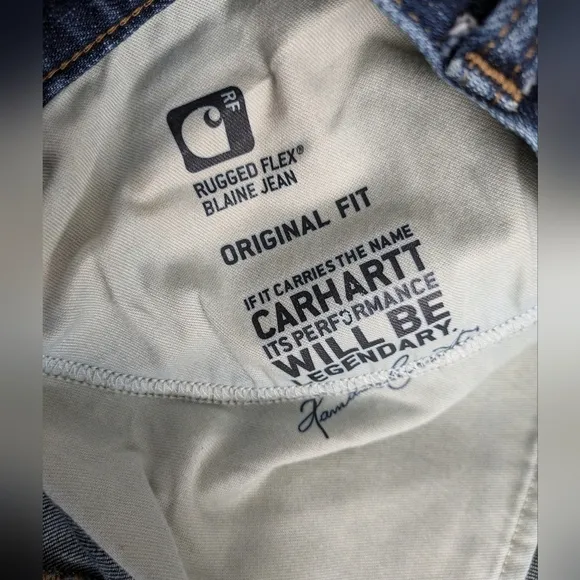 RF
RUGGED FLEX®
BLAINE JEAN
ORIGINAL FIT
IF IT CARRIES THE NAME
CARHARTT
ITS PERFORMANCE
WILL BE
LEGENDARY.